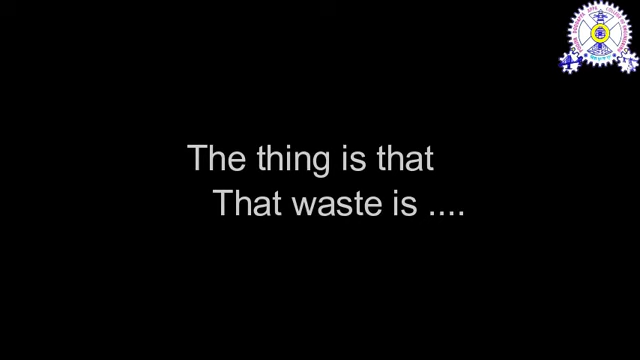 The thing is that
That waste is ....